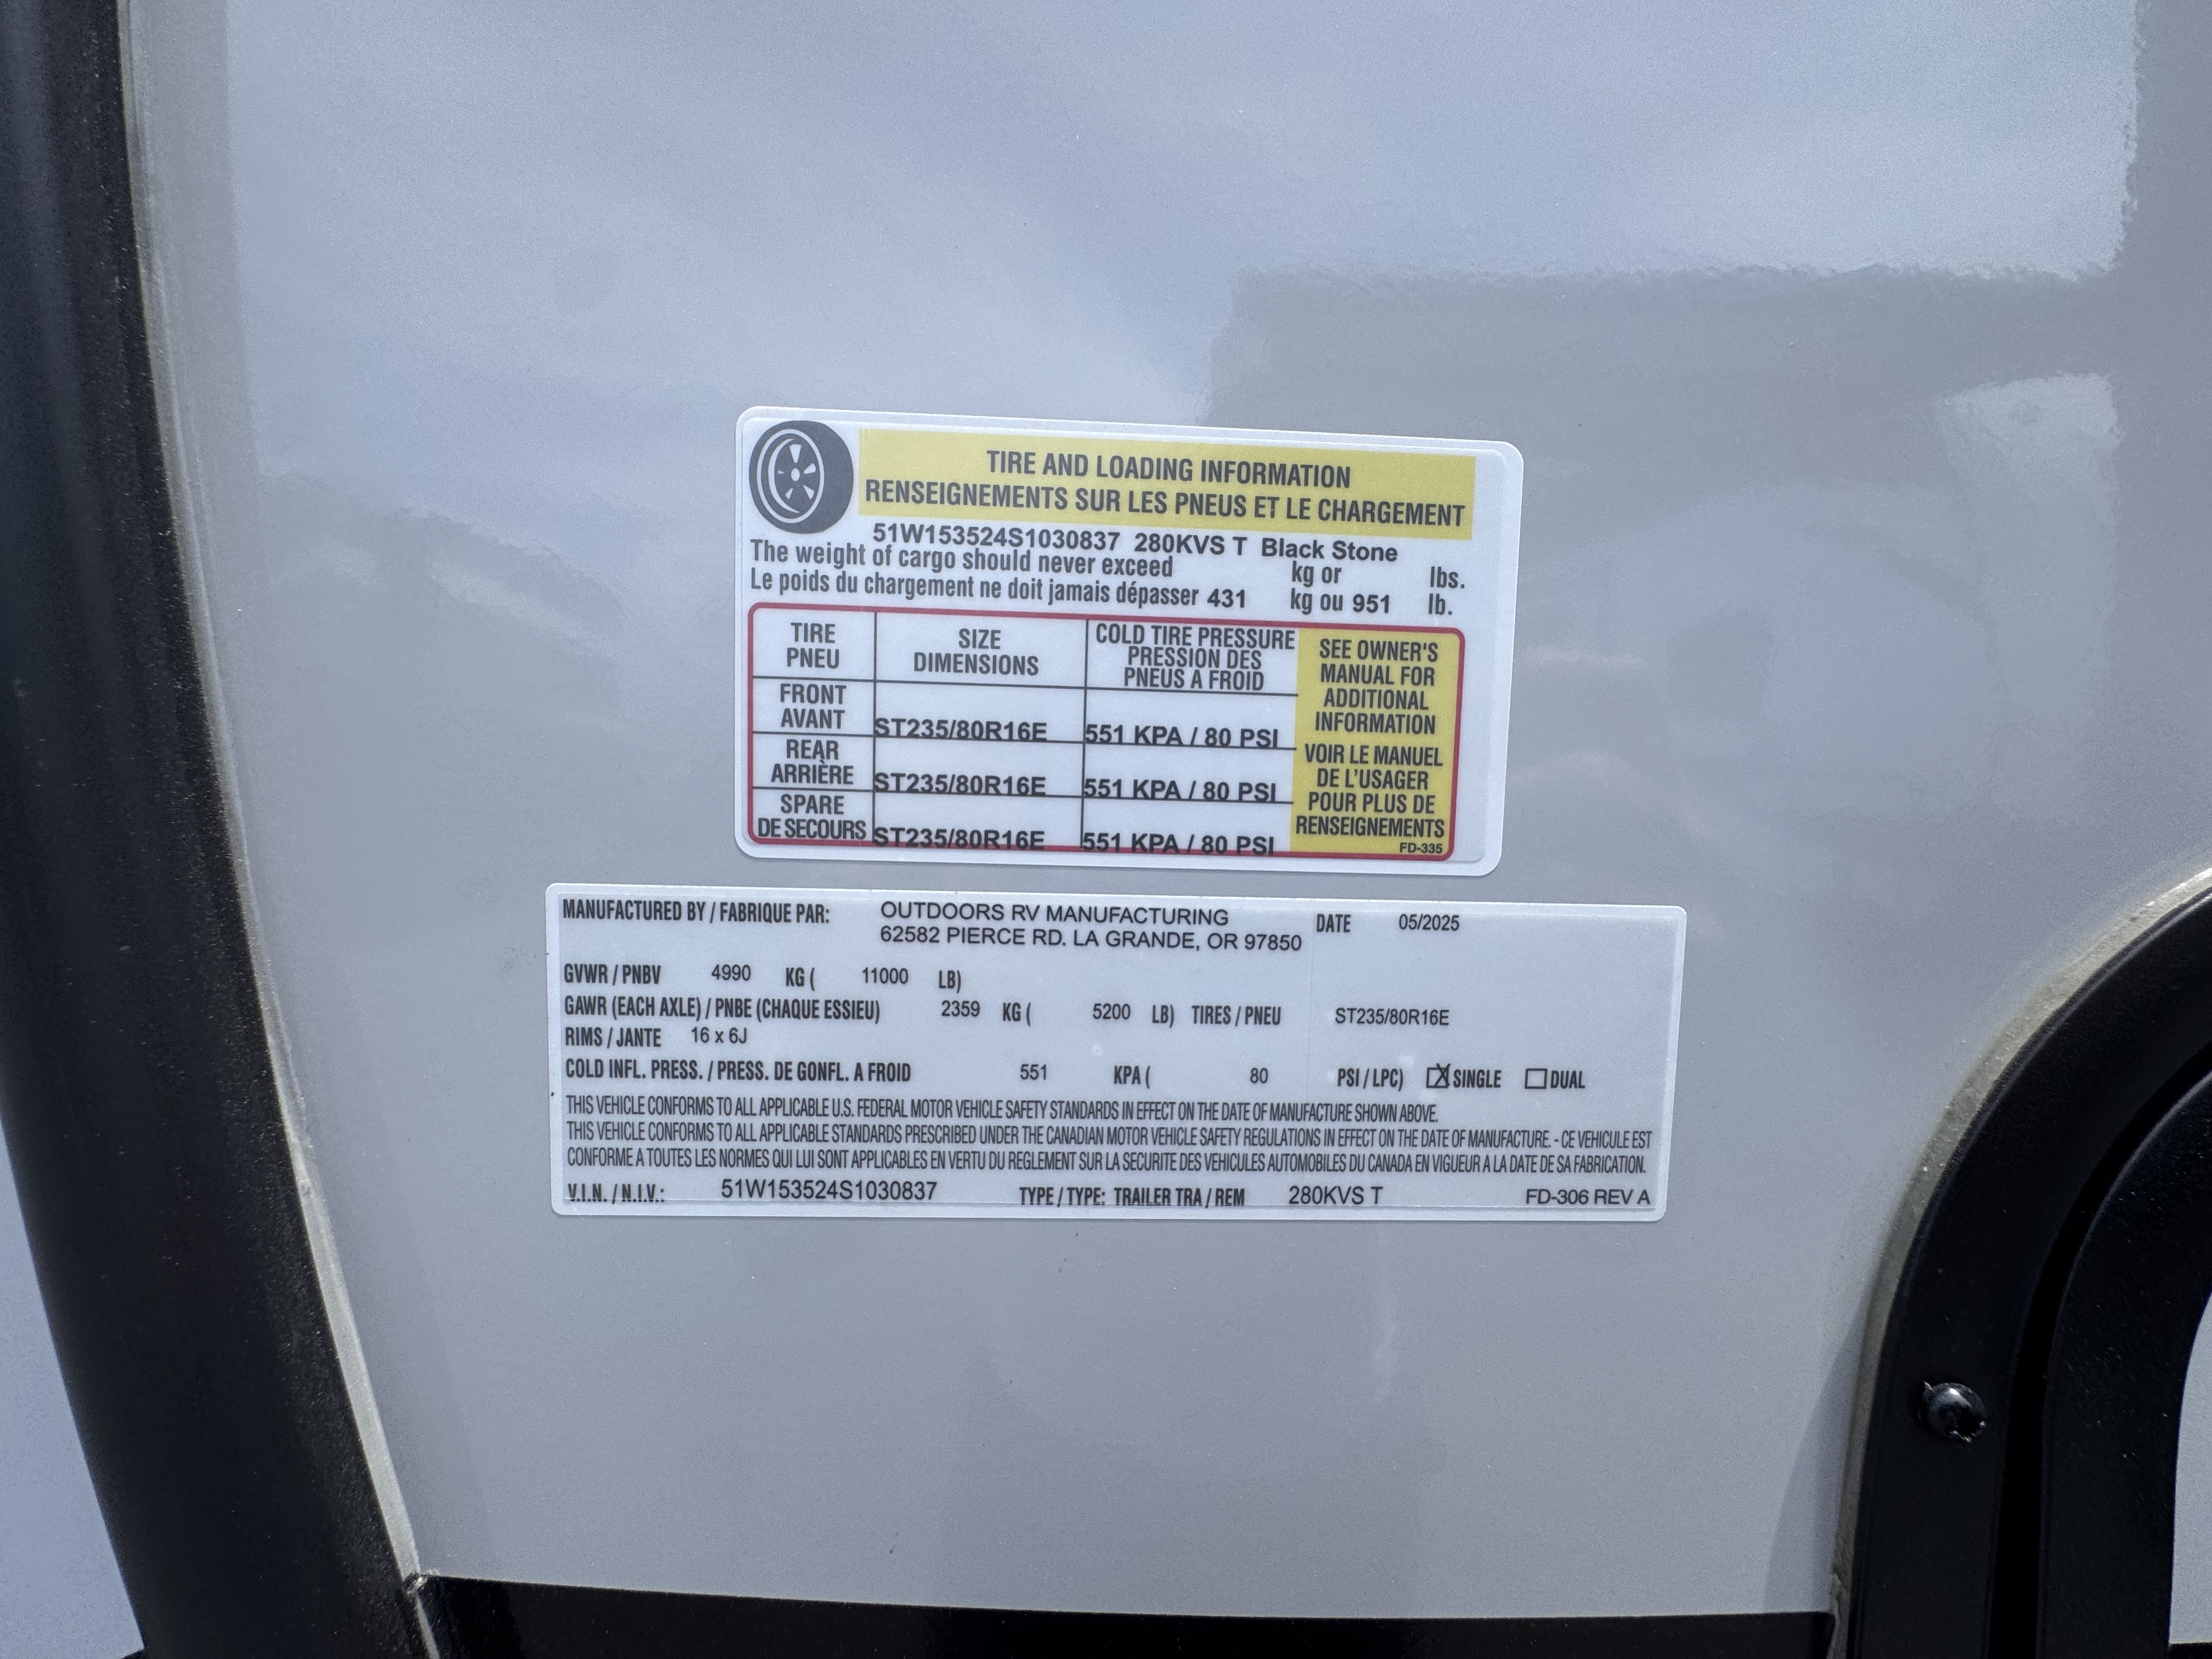 TIRE AND LOADING INFORMATION
RENSEIGNEMENTS SUR LES PNEUS ET LE CHARGEMENT
51W153524S1030837 280KVS T Black Stone
The weight of cargo should never exceed kg or lbs.
Le poids du chargement ne doit jamais dépasser 431 kg ou 951 lb.
TIRE
PNEU
SIZE
DIMENSIONS
COLD TIRE PRESSURE
PRESSION DES
PNEUS A FROID
FRONT
AVANT
ST235/80R16E
551 KPA / 80 PSI
REAR
ARRIÈRE
ST235/80R16E
551 KPA / 80 PSI
SPARE
DE SECOURS
ST235/80R16E
551 KPA / 80 PSI
SEE OWNER'S
MANUAL FOR
ADDITIONAL
INFORMATION
VOIR LE MANUEL
DE L'USAGER
POUR PLUS DE
RENSEIGNEMENTS
FD-335
MANUFACTURED BY / FABRIQUE PAR: OUTDOORS RV MANUFACTURING DATE 05/2025
62582 PIERCE RD. LA GRANDE, OR 97850
GVWR / PNBV 4990 KG ( 11000 LB)
GAWR (EACH AXLE) / PNBE (CHAQUE ESSIEU) 2359 KG ( 5200 LB) TIRES / PNEU ST235/80R16E
RIMS / JANTE 16 x 6J
COLD INFL. PRESS. / PRESS. DE GONFL. A FROID 551 KPA ( 80 PSI / LPC) X SINGLE DUAL
THIS VEHICLE CONFORMS TO ALL APPLICABLE U.S. FEDERAL MOTOR VEHICLE SAFETY STANDARDS IN EFFECT ON THE DATE OF MANUFACTURE SHOWN ABOVE.
THIS VEHICLE CONFORMS TO ALL APPLICABLE STANDARDS PRESCRIBED UNDER THE CANADIAN MOTOR VEHICLE SAFETY REGULATIONS IN EFFECT ON THE DATE OF MANUFACTURE. - CE VEHICULE EST
CONFORME A TOUTES LES NORMES QUI LUI SONT APPLICABLES EN VERTU DU REGLEMENT SUR LA SECURITE DES VEHICULES AUTOMOBILES DU CANADA EN VIGUEUR A LA DATE DE SA FABRICATION.
V.I.N. / N.I.V.: 51W153524S1030837 TYPE / TYPE: TRAILER TRA / REM 280KVS T FD-306 REV A